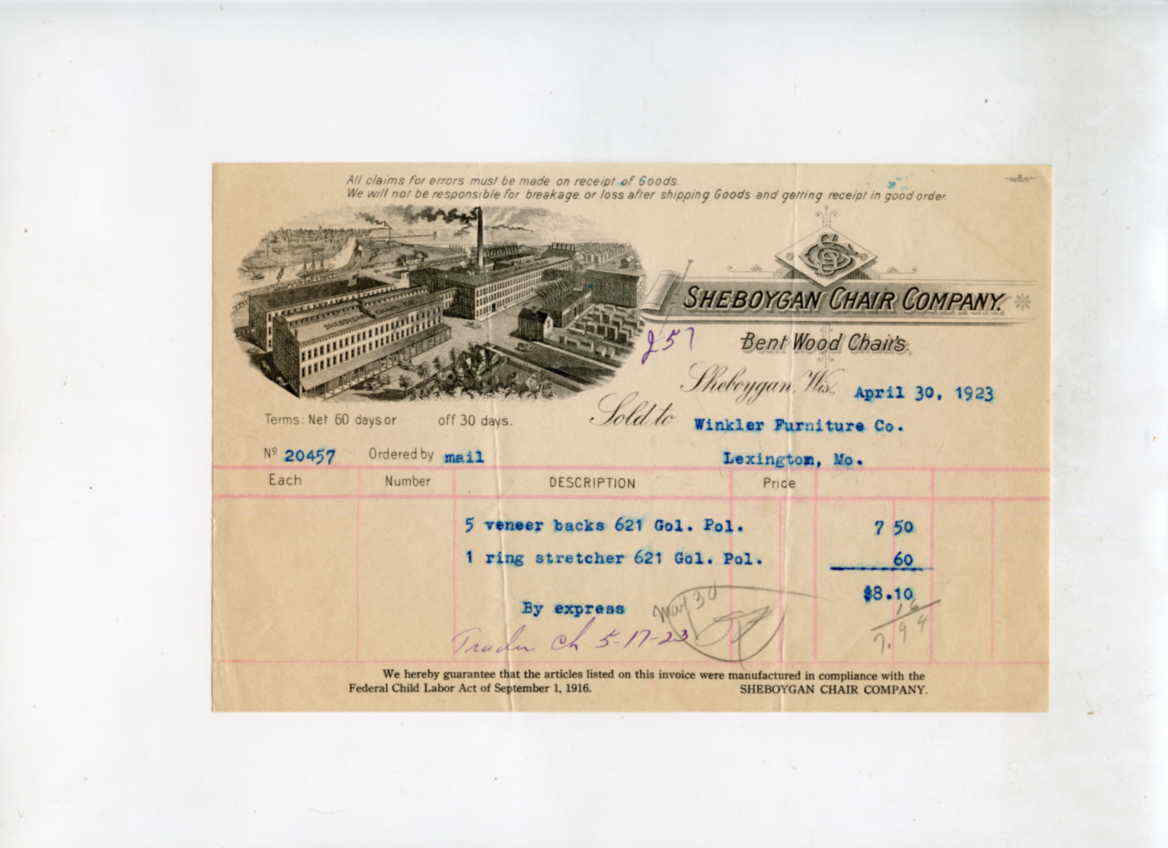 All claims for errors must be made on receipt of Goods
We will not be responsible for breakage or loss after shipping Goods and getting receipt in good order
SHEBOYGAN CHAIR COMPANY.
Bent Wood Chairs.
257
Sheboygan, Wis., April 30, 1923
Terms: Net 60 days or off 30 days.
Sold to Winkler Furniture Co.
Lexington, Mo.
Nº 20457 Ordered by mail
Each Number DESCRIPTION Price
5 veneer backs 621 Gol. Pol. 7 50
1 ring stretcher 621 Gol. Pol. 60
$8.10
By express May 30
16
7.94
Ch 5-17-23
We hereby guarantee that the articles listed on this invoice were manufactured in compliance with the
Federal Child Labor Act of September 1, 1916. SHEBOYGAN CHAIR COMPANY.